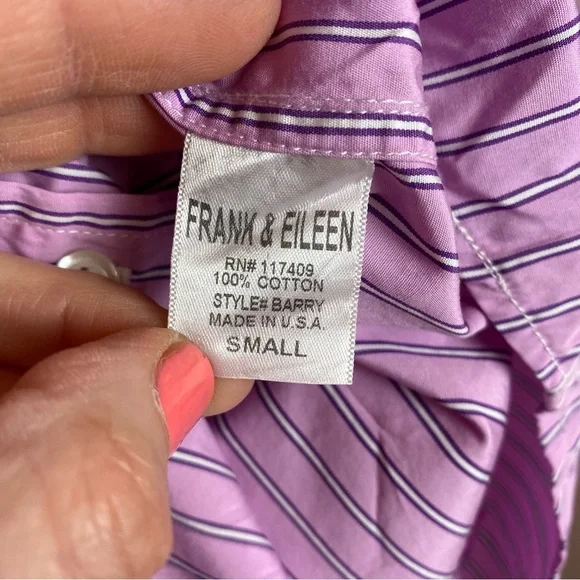 FRANK & EILEEN
RN# 117409
100% COTTON
STYLE# BARRY
MADE IN U.S.A.
SMALL